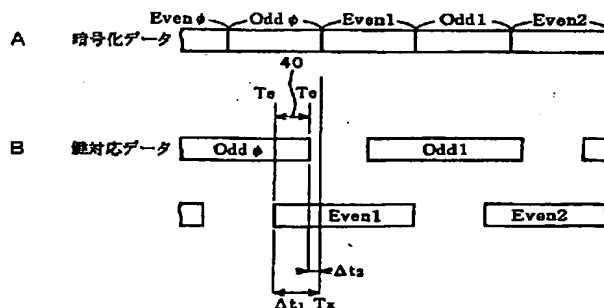 Even φ Odd φ Even1 Odd1 Even2
A 暗号化データ
40
Ts Te
B 鍵対応データ Odd φ Odd1
Even1 Even2
Δt2
Δt1 Tx